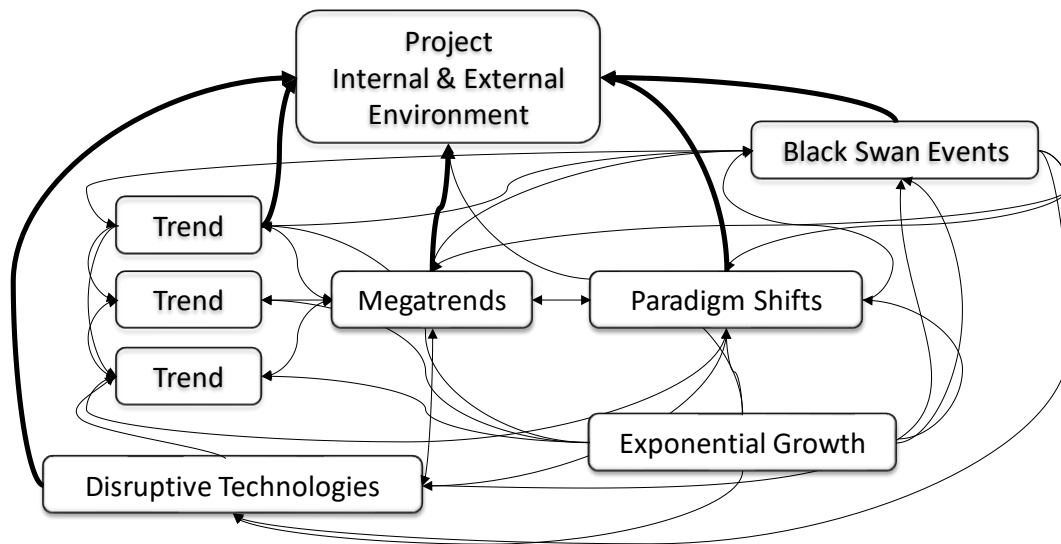 Project
Internal & External
Environment
Black Swan Events
Trend
Trend
Megatrends
Paradigm Shifts
Trend
Exponential Growth
Disruptive Technologies